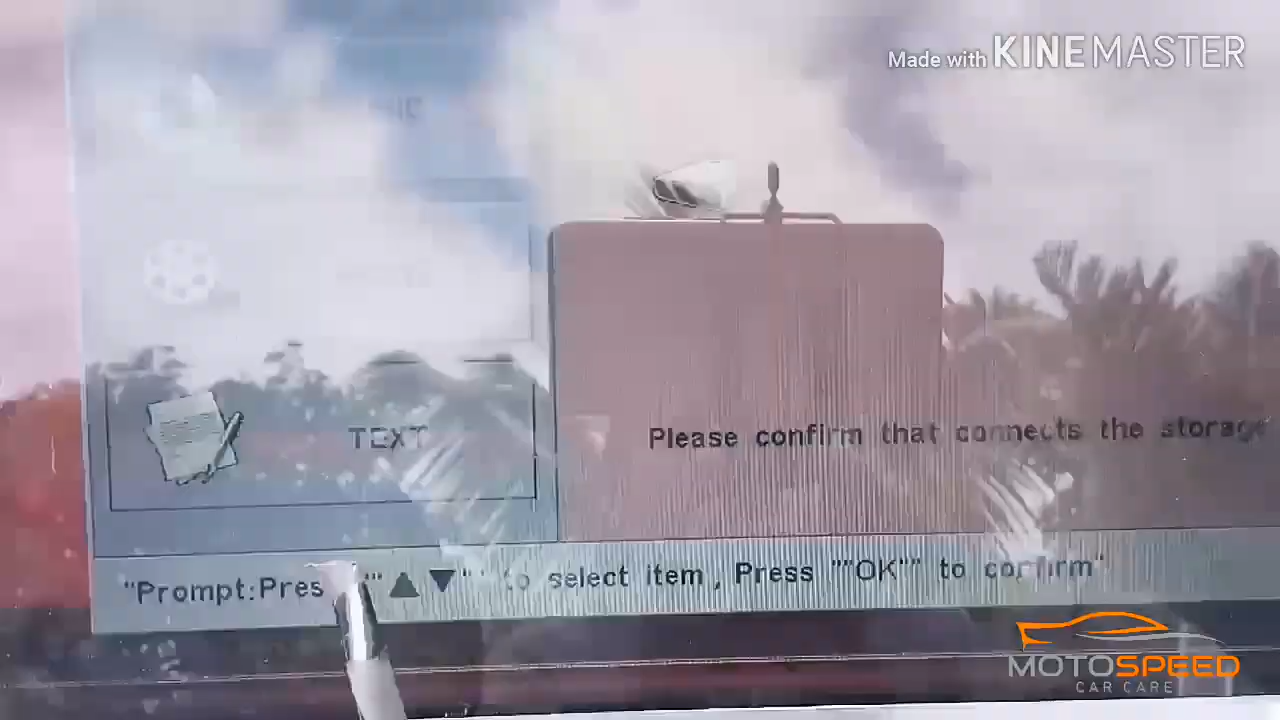 Made with KINEMASTER
TEXT
Please confirm that connects the storage
"Prompt:Pres ""▲▼"" to select item, Press ""OK"" to confirm"
MOTOSPEED
CAR CARE